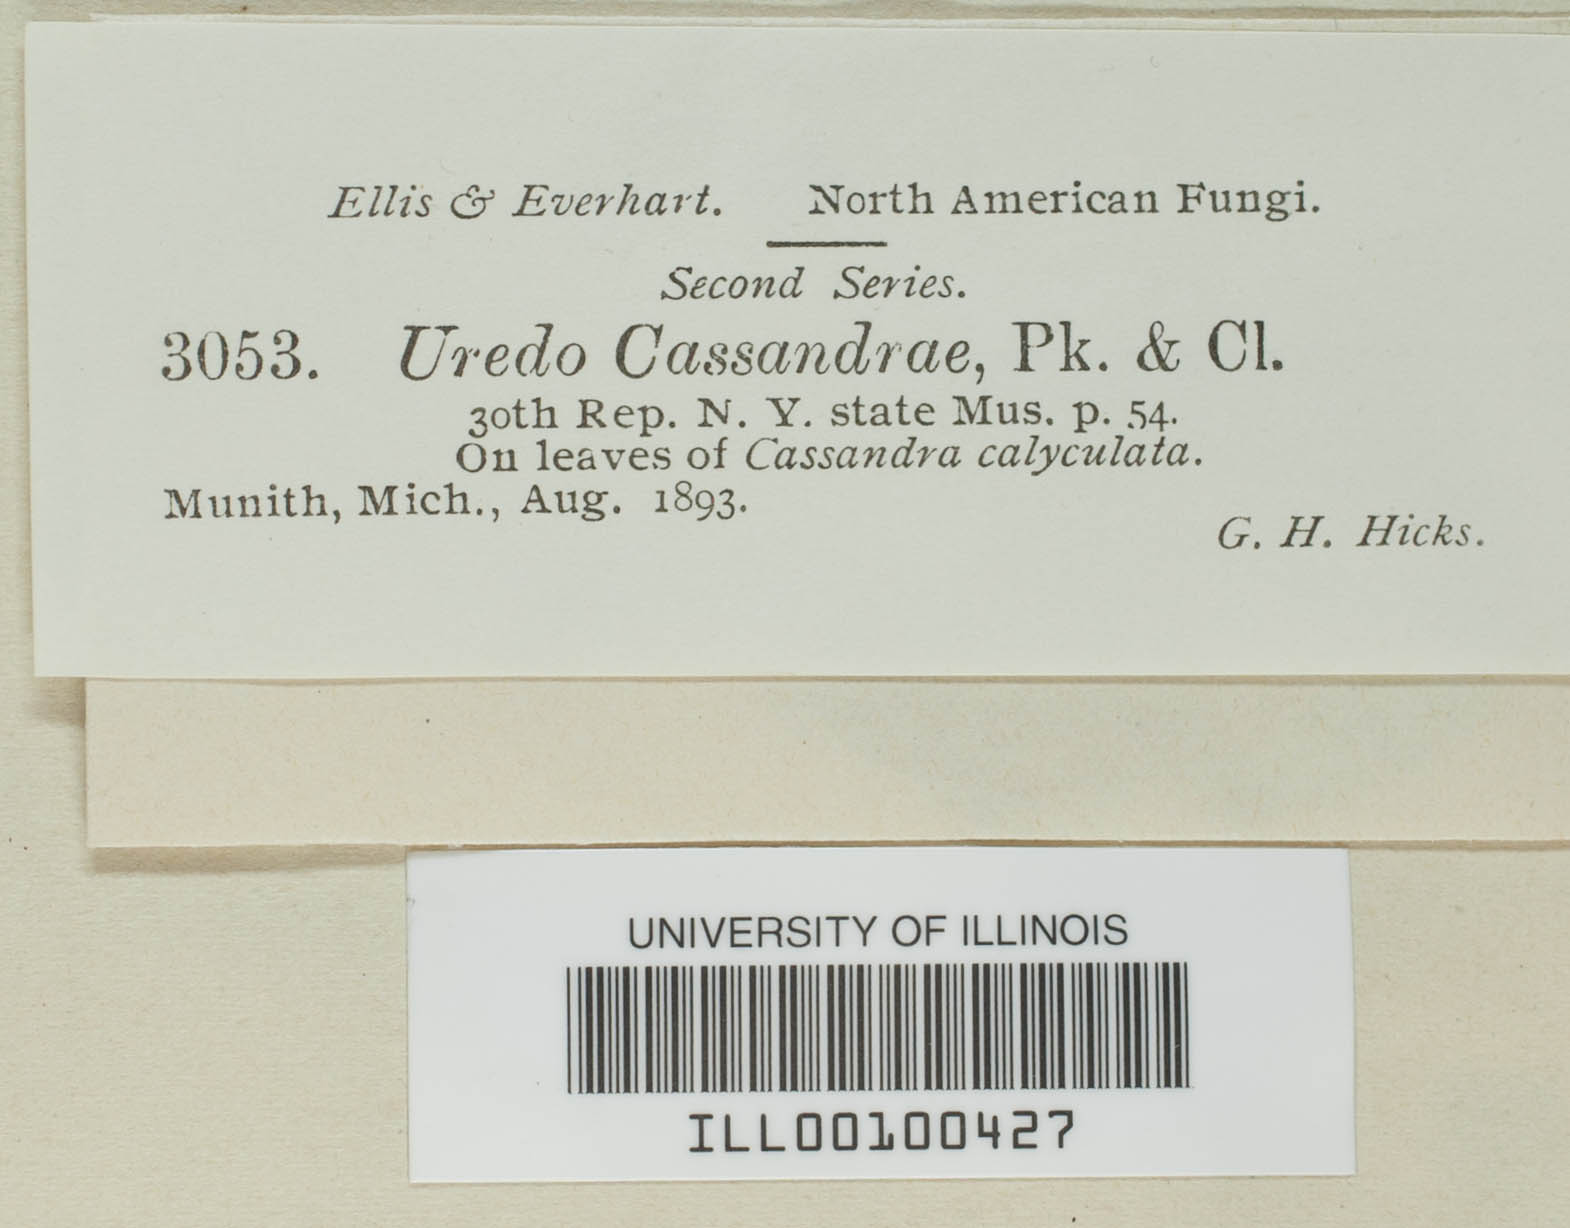 Ellis & Everhart. North American Fungi.
Second Series.
3053. Uredo Cassandrae, Pk. & Cl.
30th Rep. N. Y. state Mus. p. 54.
On leaves of Cassandra calyculata.
Munith, Mich., Aug. 1893.
G. H. Hicks.
UNIVERSITY OF ILLINOIS
ILL00100427